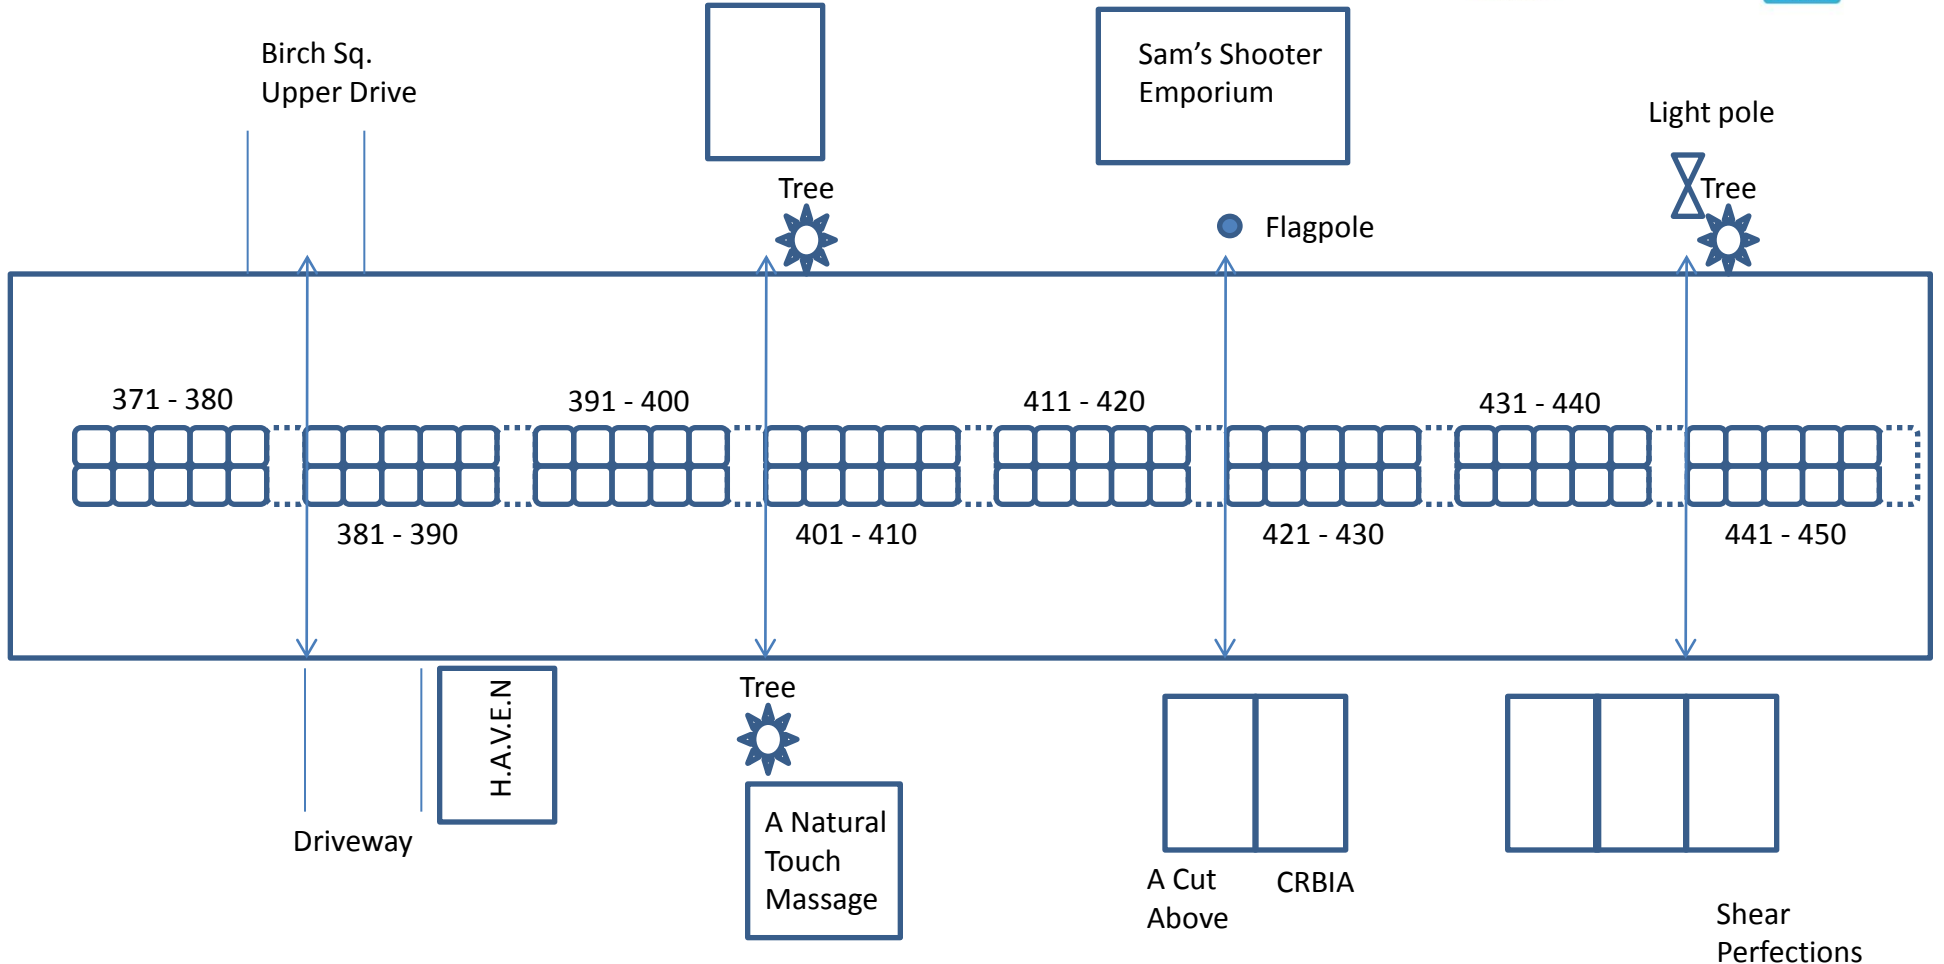 Birch Sq.
Upper Drive
Sam's Shooter
Emporium
Light pole
Tree
Tree
Flagpole
371 - 380
391 - 400
411 - 420
431 - 440
381 - 390
401 - 410
421 - 430
441 - 450
H.A.V.E.N
Tree
Driveway
A Natural
Touch
Massage
A Cut
Above
CRBIA
Shear
Perfections